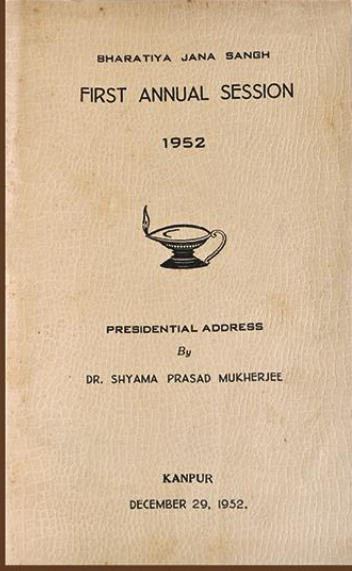 BHARATIYA JANA SANGH
FIRST ANNUAL SESSION
1952
PRESIDENTIAL ADDRESS
By
DR. SHYAMA PRASAD MUKHERJEE
KANPUR
DECEMBER 29, 1952.